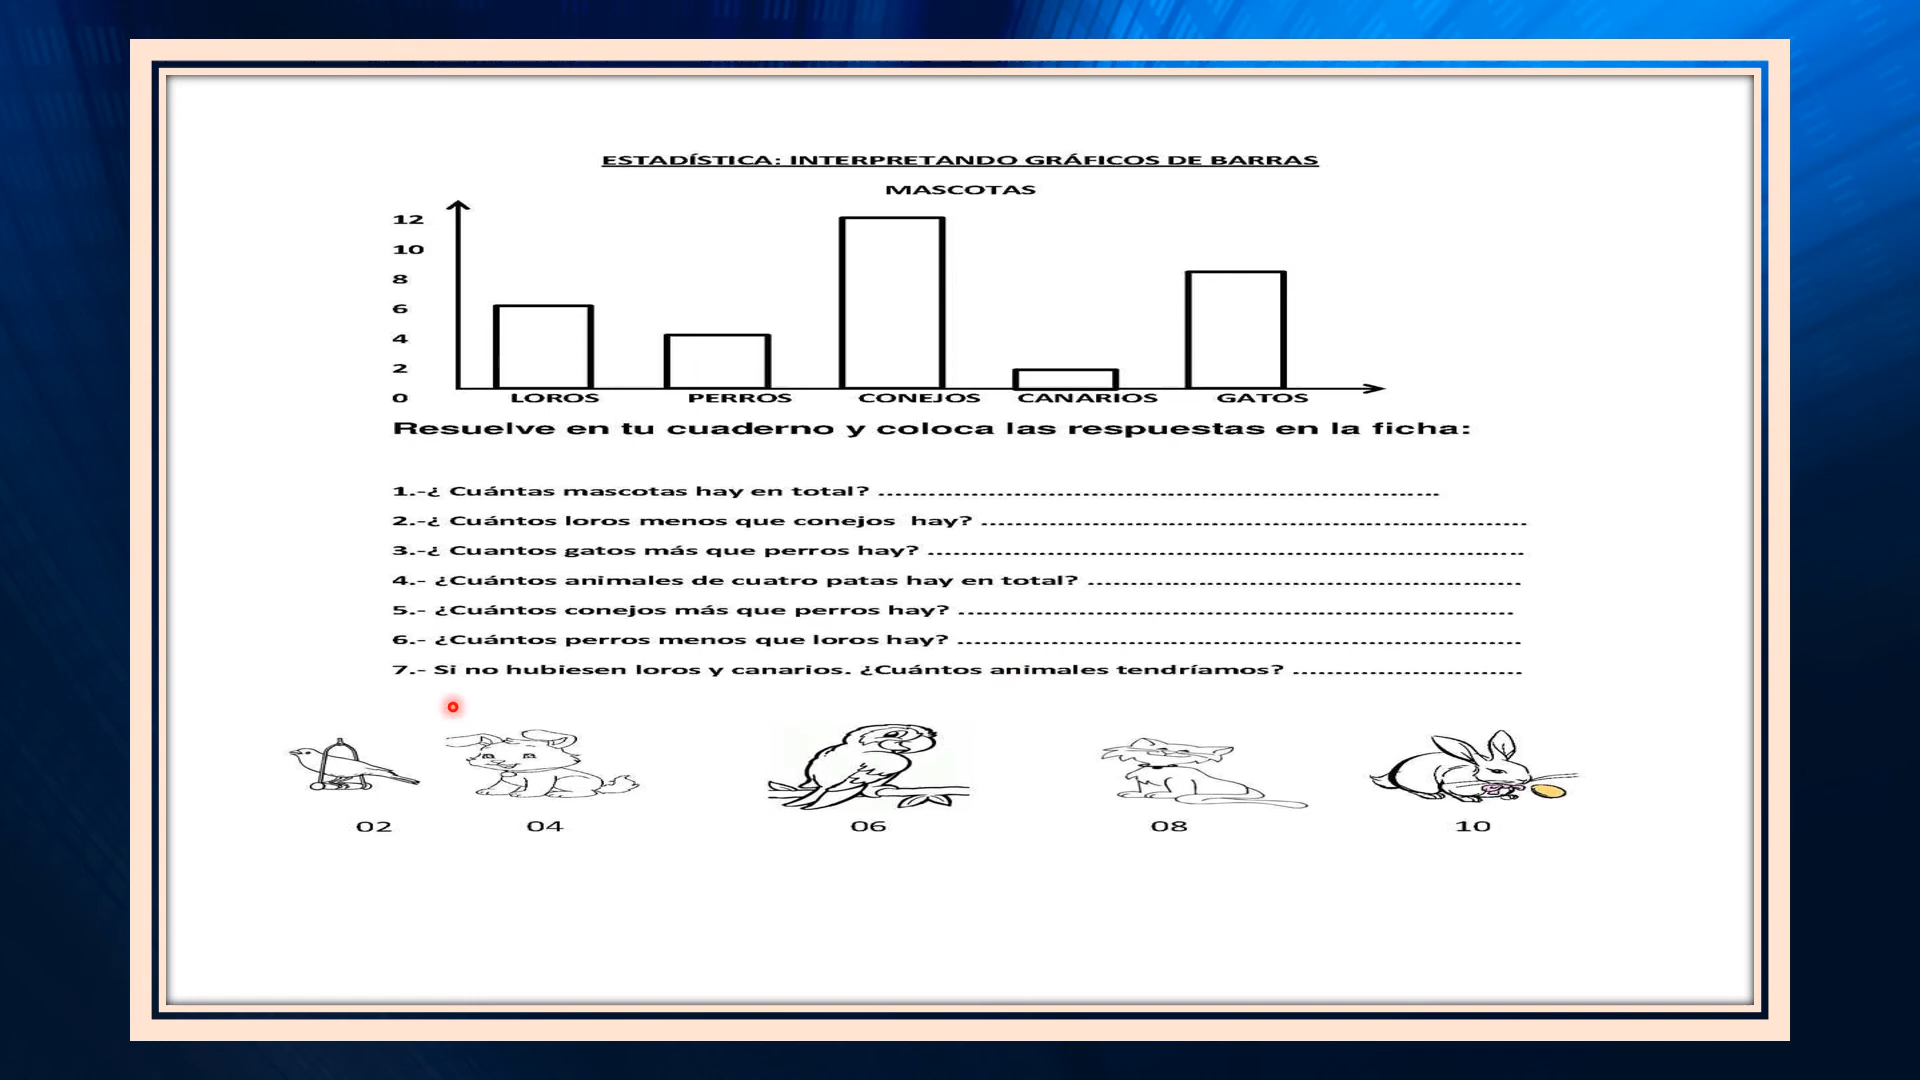 ESTADÍSTICA: INTERPRETANDO GRÁFICOS DE BARRAS
MASCOTAS
12
10
8
6
4
2
0
LOROS PERROS CONEJOS CANARIOS GATOS
Resuelve en tu cuaderno y coloca las respuestas en la ficha:
1.-¿ Cuántas mascotas hay en total? ................................................................
2.-¿ Cuántos loros menos que conejos  hay? ..............................................................
3.-¿ Cuantos gatos más que perros hay? ....................................................................
4.- ¿Cuántos animales de cuatro patas hay en total? .................................................
5.- ¿Cuántos conejos más que perros hay? ...............................................................
6.- ¿Cuántos perros menos que loros hay? ................................................................
7.- Si no hubiesen loros y canarios. ¿Cuántos animales tendríamos? ..........................
02 04 06 08 10